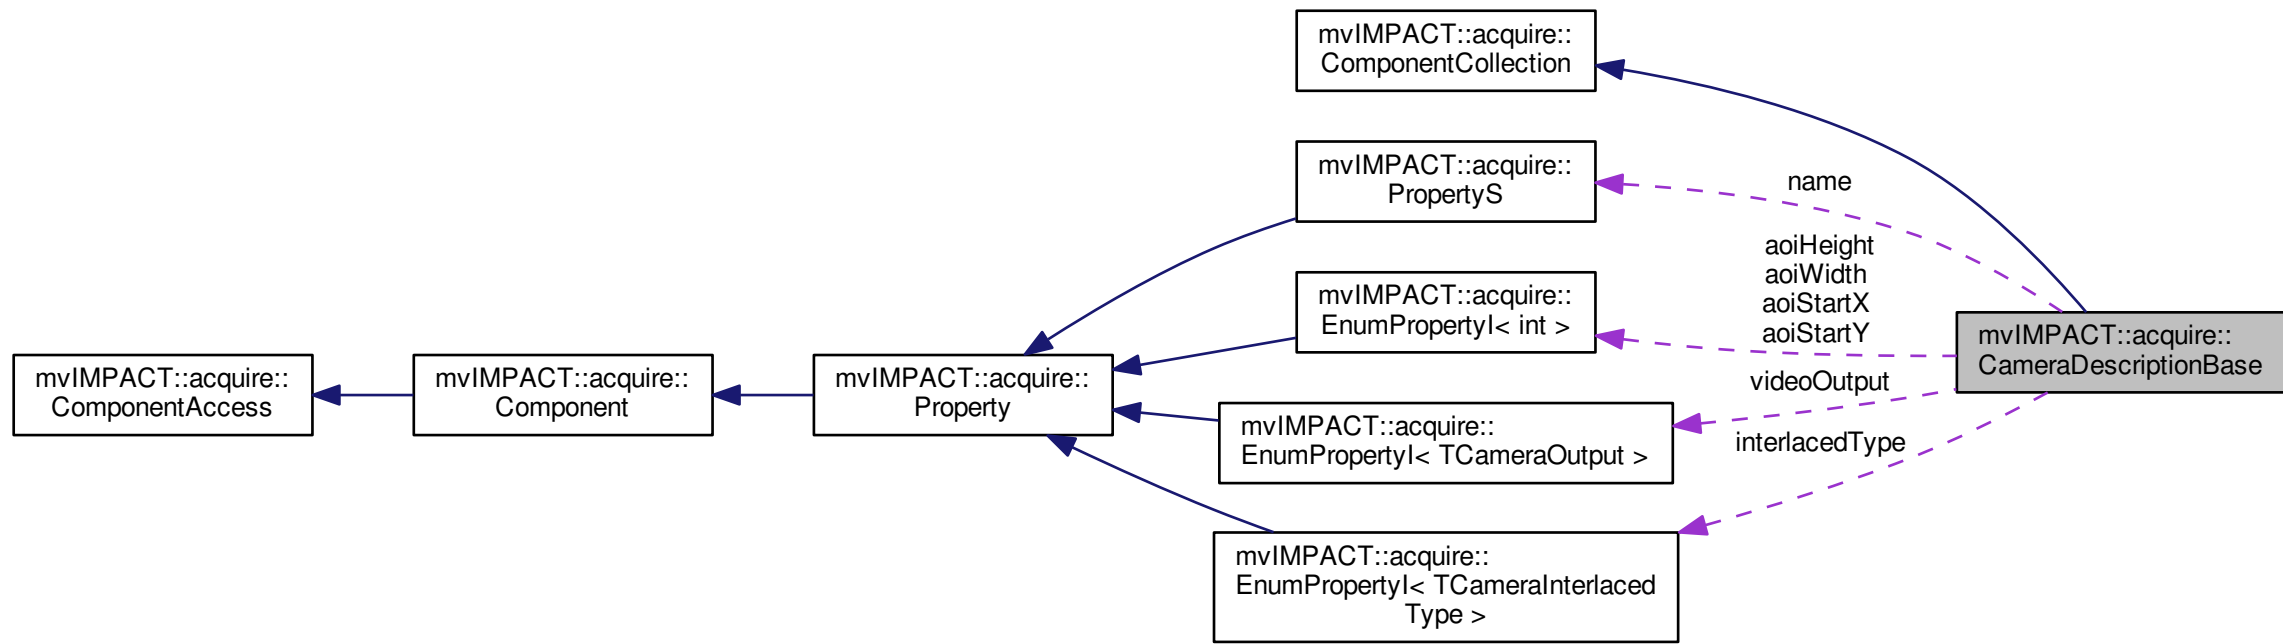 mvIMPACT::acquire::
ComponentCollection
mvIMPACT::acquire::
PropertyS
name
aoiHeight
aoiWidth
aoiStartX
aoiStartY
mvIMPACT::acquire::
EnumPropertyI< int >
mvIMPACT::acquire::
CameraDescriptionBase
mvIMPACT::acquire::
ComponentAccess
mvIMPACT::acquire::
Component
mvIMPACT::acquire::
Property
videoOutput
mvIMPACT::acquire::
EnumPropertyI< TCameraOutput >
interlacedType
mvIMPACT::acquire::
EnumPropertyI< TCameraInterlaced
Type >